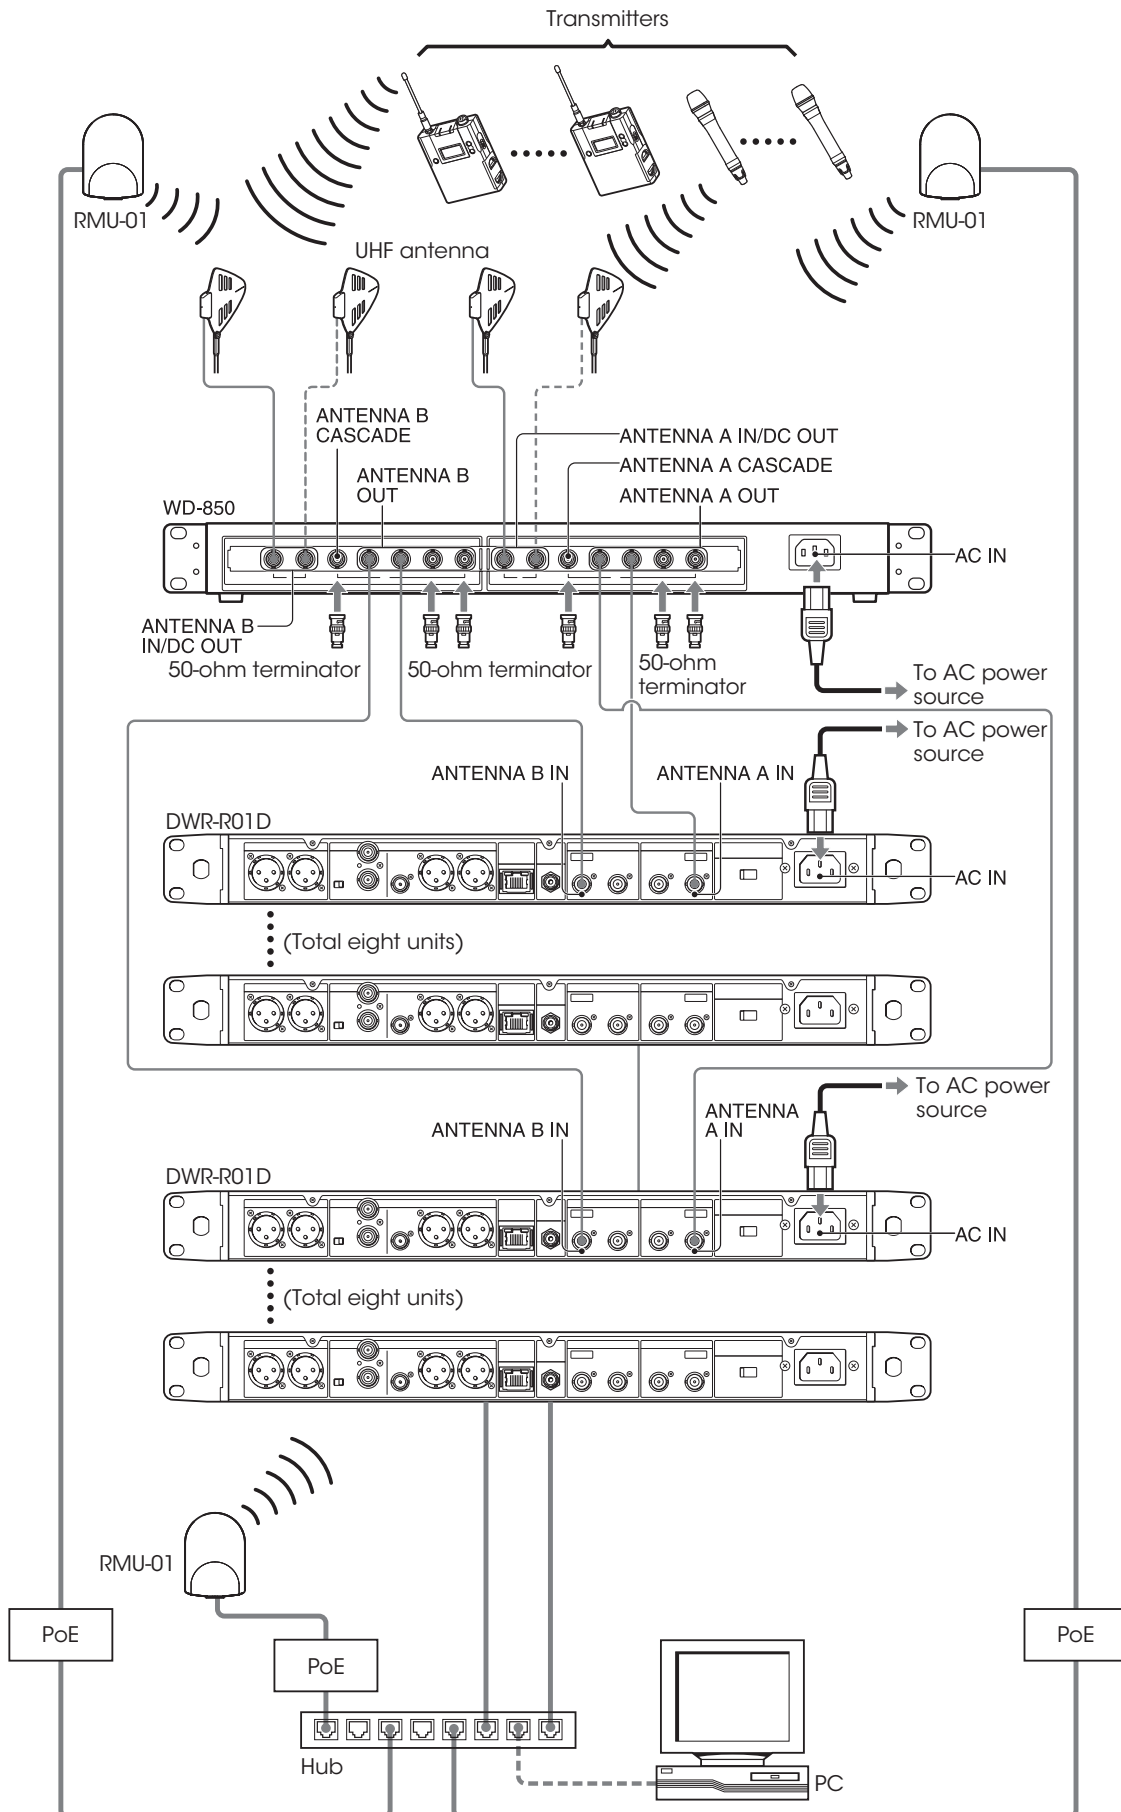 Transmitters
RMU-01
RMU-01
UHF antenna
ANTENNA B
CASCADE
ANTENNA A IN/DC OUT
ANTENNA A CASCADE
ANTENNA B
OUT
ANTENNA A OUT
WD-850
AC IN
ANTENNA B
IN/DC OUT
50-ohm terminator
50-ohm terminator
50-ohm
terminator
To AC power
source
To AC power
source
ANTENNA B IN
ANTENNA A IN
DWR-R01D
AC IN
(Total eight units)
To AC power
source
ANTENNA B IN
ANTENNA
A IN
DWR-R01D
AC IN
(Total eight units)
RMU-01
PoE
PoE
PoE
Hub
PC